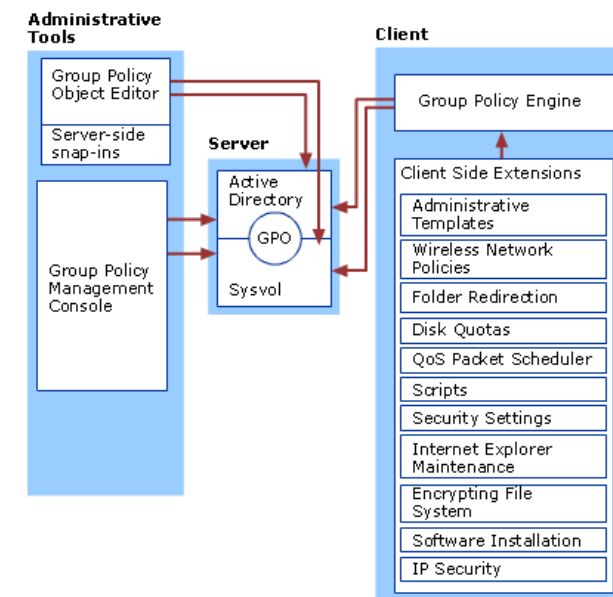 Administrative
Tools
Group Policy
Object Editor
Server-side
snap-ins
Group Policy
Management
Console
Server
Active
Directory
GPO
Sysvol
Client
Group Policy Engine
Client Side Extensions
Administrative
Templates
Wireless Network
Policies
Folder Redirection
Disk Quotas
QoS Packet Scheduler
Scripts
Security Settings
Internet Explorer
Maintenance
Encrypting File
System
Software Installation
IP Security